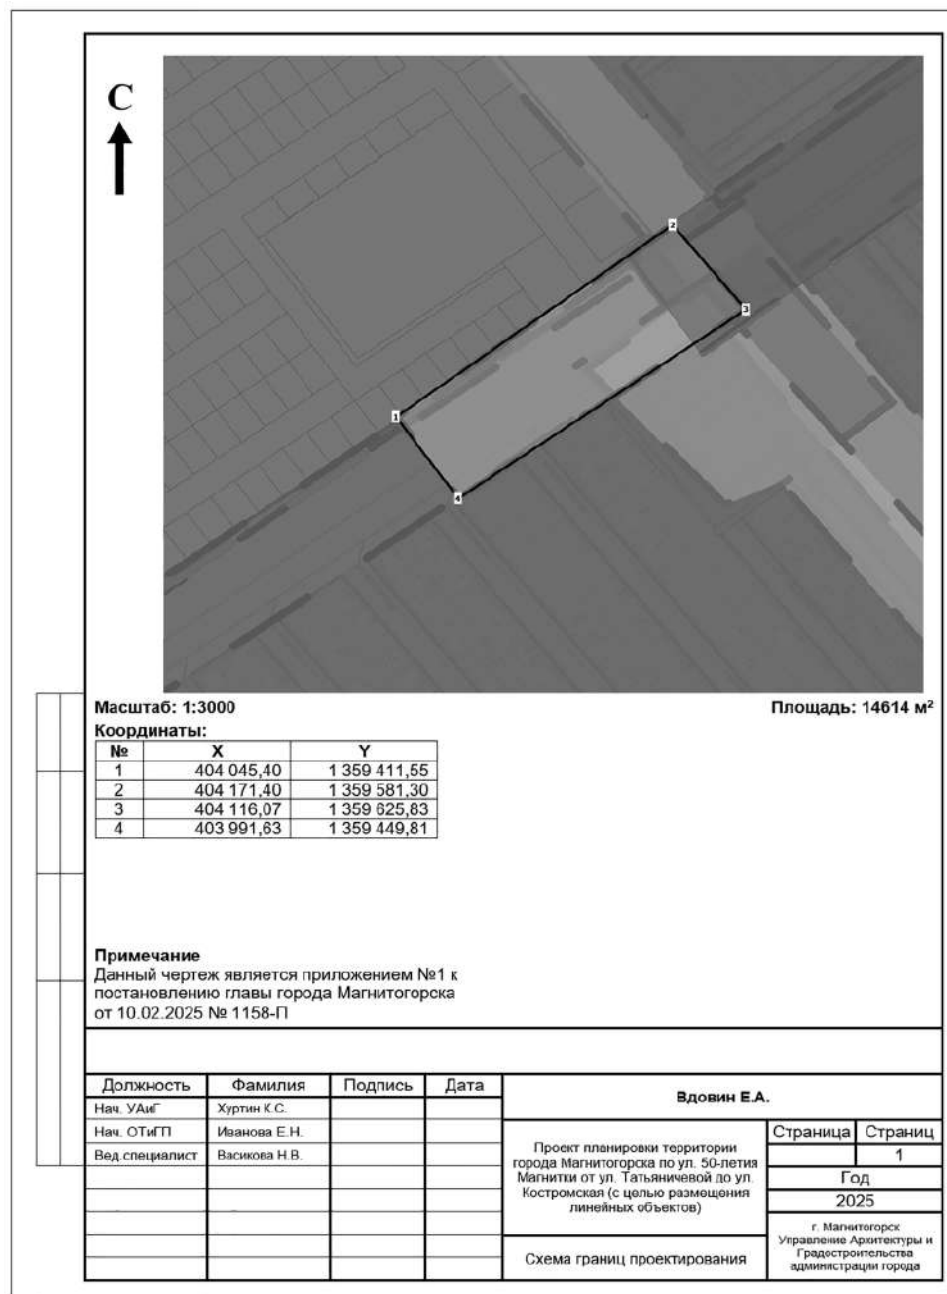 С
2
3
1
4
Масштаб: 1:3000
Площадь: 14614 м²
Координаты:
№ X Y
1 404 045,40 1 359 411,55
2 404 171,40 1 359 581,30
3 404 116,07 1 359 625,83
4 403 991,63 1 359 449,81
Примечание
Данный чертеж является приложением №1 к
постановлению главы города Магнитогорска
от 10.02.2025 № 1158-П
Должность Фамилия Подпись Дата
Вдовин Е.А.
Нач. УАиГ Хуртин К.С.
Нач. ОТиГП Иванова Е.Н.
Вед.специалист Васикова Н.В.
Проект планировки территории
города Магнитогорска по ул. 50-летия
Магнитки от ул. Татьяничевой до ул.
Костромская (с целью размещения
линейных объектов)
Страница Страниц
1
Год
2025
Схема границ проектирования
г. Магнитогорск
Управление Архитектуры и
Градостроительства
администрации города